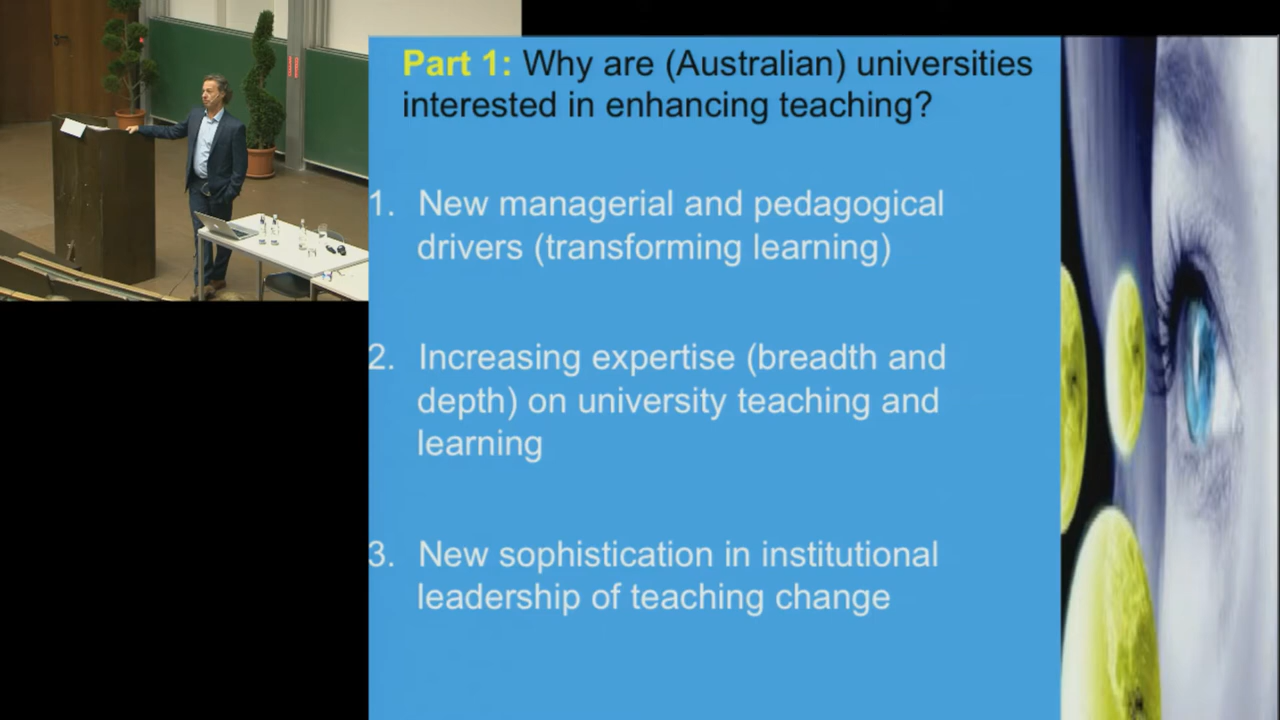 Part 1: Why are (Australian) universities
interested in enhancing teaching?
1. New managerial and pedagogical
drivers (transforming learning)
2. Increasing expertise (breadth and
depth) on university teaching and
learning
3. New sophistication in institutional
leadership of teaching change